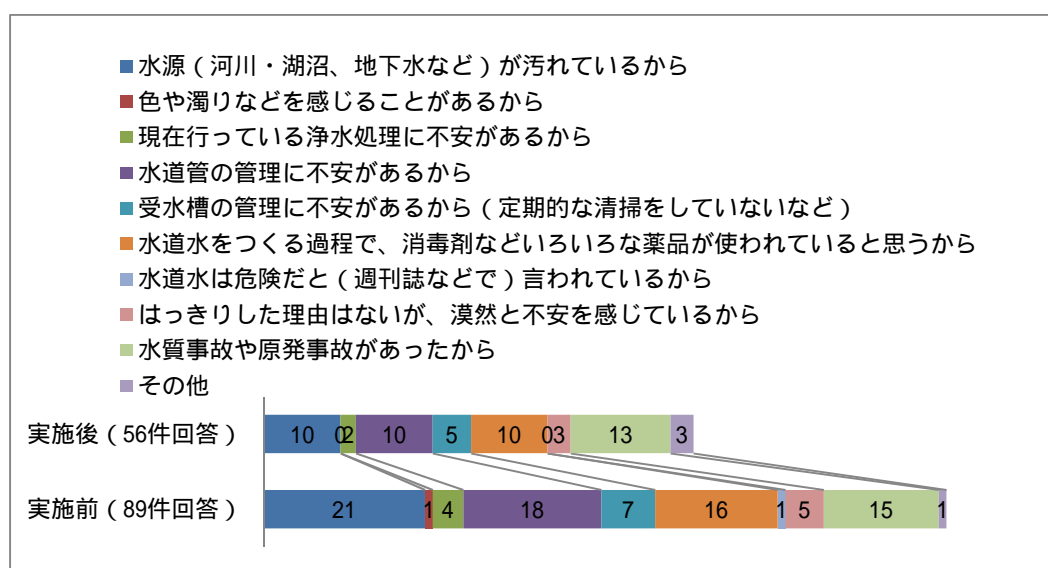 水源（河川・湖沼、地下水など）が汚れているから
色や濁りなどを感じることがあるから
現在行っている浄水処理に不安があるから
水道管の管理に不安があるから
受水槽の管理に不安があるから（定期的な清掃をしていないなど）
水道水をつくる過程で、消毒剤などいろいろな薬品が使われていると思うから
水道水は危険だと（週刊誌などで）言われているから
はっきりした理由はないが、漠然と不安を感じているから
水質事故や原発事故があったから
その他
実施後（56件回答） 10 0 2 10 5 10 0 3 13 3
実施前（89件回答） 21 1 4 18 7 16 1 5 15 1